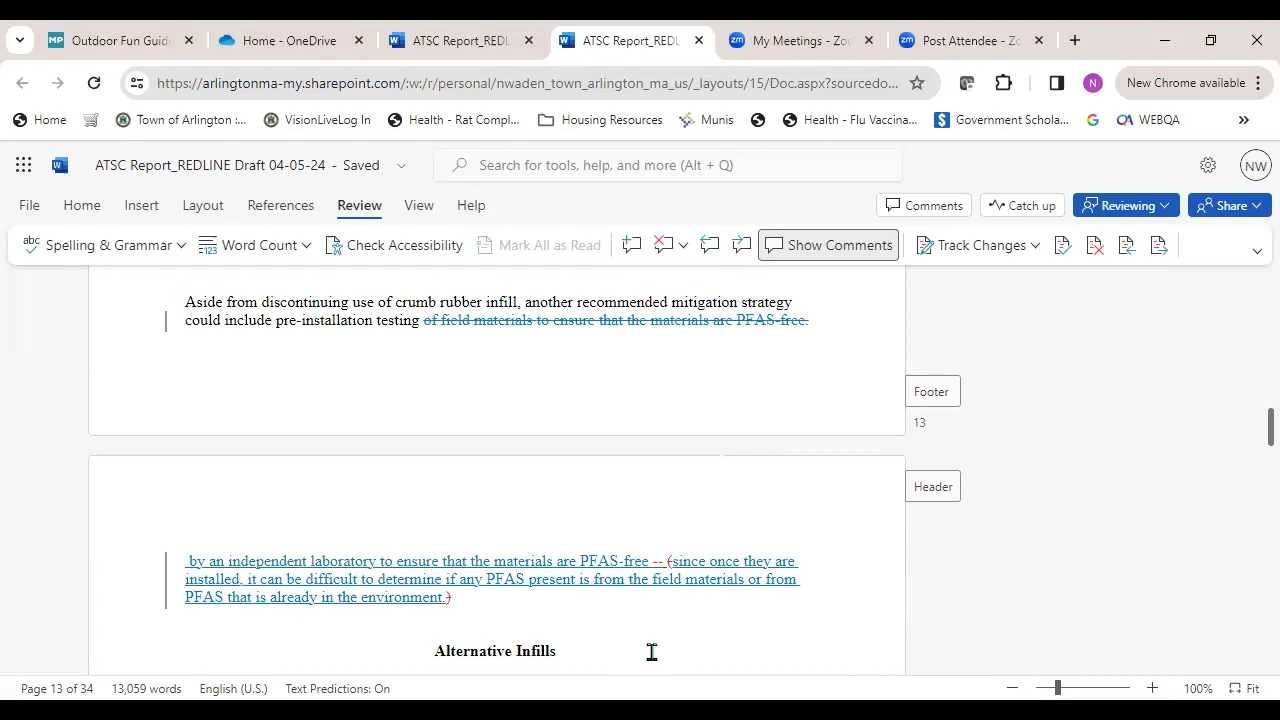 MP Outdoor Fun Guid
Home - OneDrive
ATSC Report_REDL
ATSC Report_REDL
zm My Meetings - Zoo
zm Post Attendee - Zo
https://arlingtonma-my.sharepoint.com/:w:/r/personal/nwaden_town_arlington_ma_us/_layouts/15/Doc.aspx?sourcedo...
N
New Chrome available
Home
Town of Arlington :...
VisionLiveLog In
Health - Rat Compl...
Housing Resources
Munis
Health - Flu Vaccina...
Government Schola...
WEBQA
ATSC Report_REDLINE Draft 04-05-24 - Saved
Search for tools, help, and more (Alt + Q)
NW
File Home Insert Layout References Review View Help
Comments Catch up Reviewing Share
abc Spelling & Grammar 123 Word Count Check Accessibility Mark All as Read Show Comments Track Changes
Aside from discontinuing use of crumb rubber infill, another recommended mitigation strategy
could include pre-installation testing of field materials to ensure that the materials are PFAS-free.
Footer
13
Header
by an independent laboratory to ensure that the materials are PFAS-free -- (since once they are
installed, it can be difficult to determine if any PFAS present is from the field materials or from
PFAS that is already in the environment.)
Alternative Infills
Page 13 of 34 13,059 words English (U.S.) Text Predictions: On 100% Fit